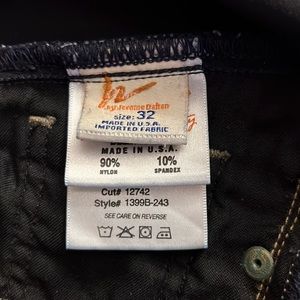 size: 32
MADE IN U.S.A.
IMPORTED FABRIC
MADE IN U.S.A.
90% 10%
NYLON SPANDEX
Cut# 12742
Style# 1399B-243
SEE CARE ON REVERSE